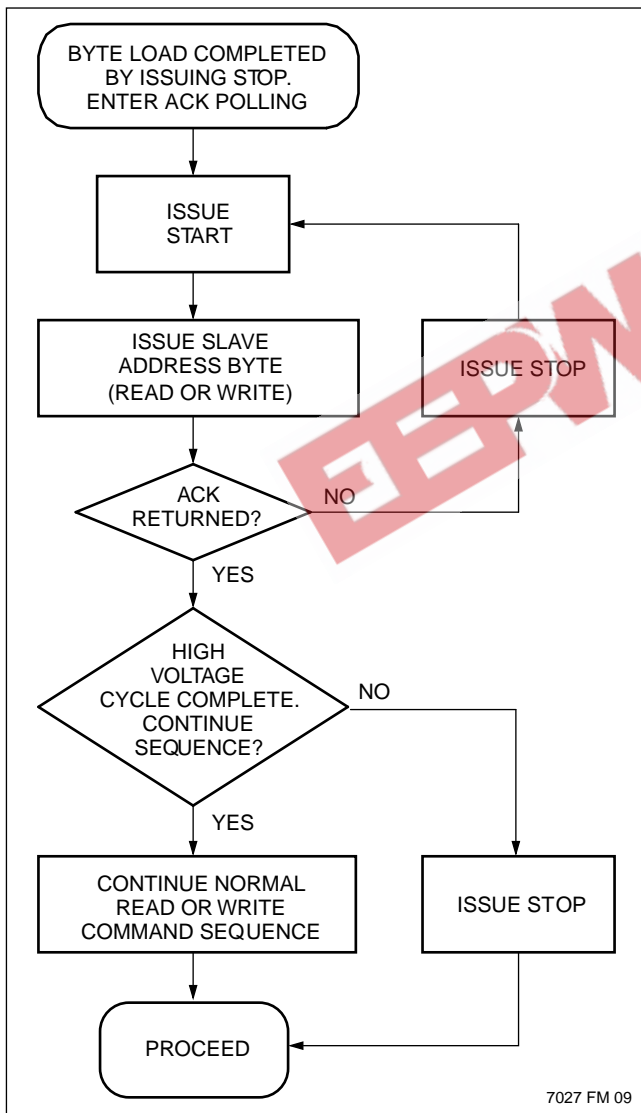 BYTE LOAD COMPLETED
BY ISSUING STOP.
ENTER ACK POLLING
ISSUE
START
ISSUE SLAVE
ADDRESS BYTE
(READ OR WRITE)
ISSUE STOP
ACK
RETURNED?
NO
YES
HIGH
VOLTAGE
CYCLE COMPLETE.
CONTINUE
SEQUENCE?
NO
YES
CONTINUE NORMAL
READ OR WRITE
COMMAND SEQUENCE
ISSUE STOP
PROCEED
7027 FM 09
EEPW